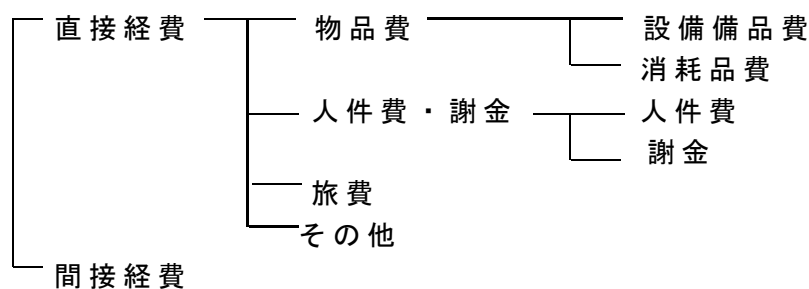 直接経費 物品費 設備備品費
消耗品費
人件費・謝金 人件費
謝金
旅費
その他
間接経費